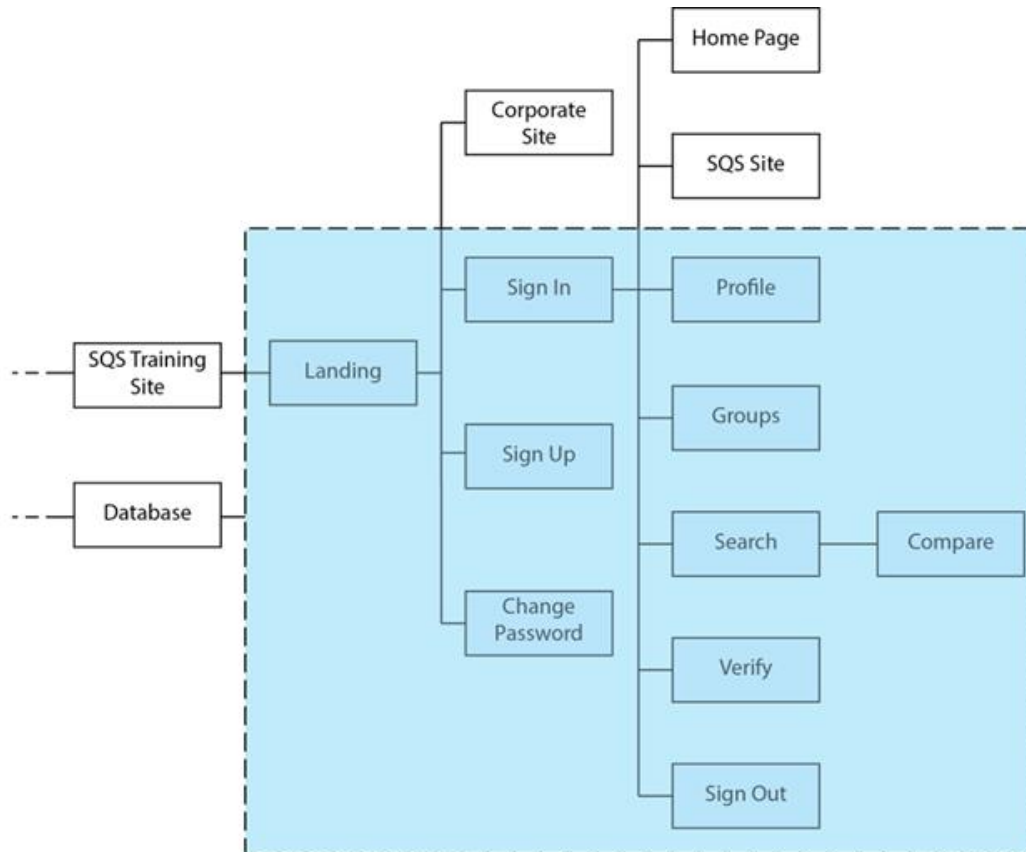 Home Page
Corporate
Site
SQS Site
Sign In
Profile
SQS Training
Site
Landing
Groups
Sign Up
Database
Search
Compare
Change
Password
Verify
Sign Out